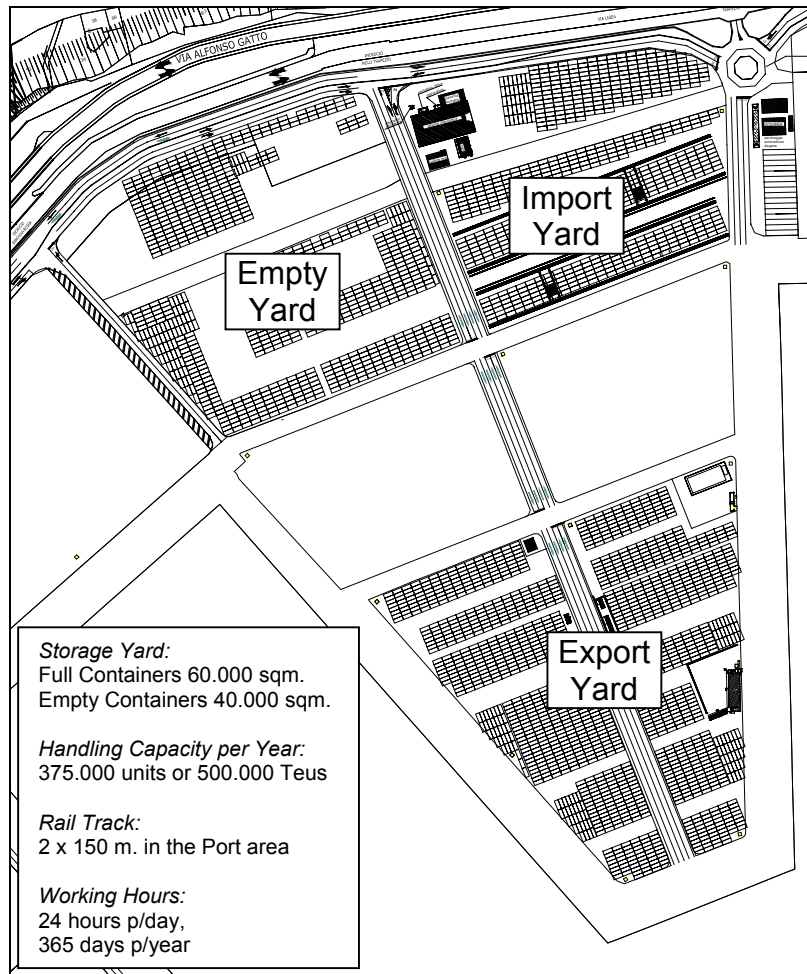 VIA ALFONSO GATTO
VIA LIGEA
Empty
Yard
Import
Yard
Export
Yard
Storage Yard:
Full Containers 60.000 sqm.
Empty Containers 40.000 sqm.
Handling Capacity per Year:
375.000 units or 500.000 Teus
Rail Track:
2 x 150 m. in the Port area
Working Hours:
24 hours p/day,
365 days p/year